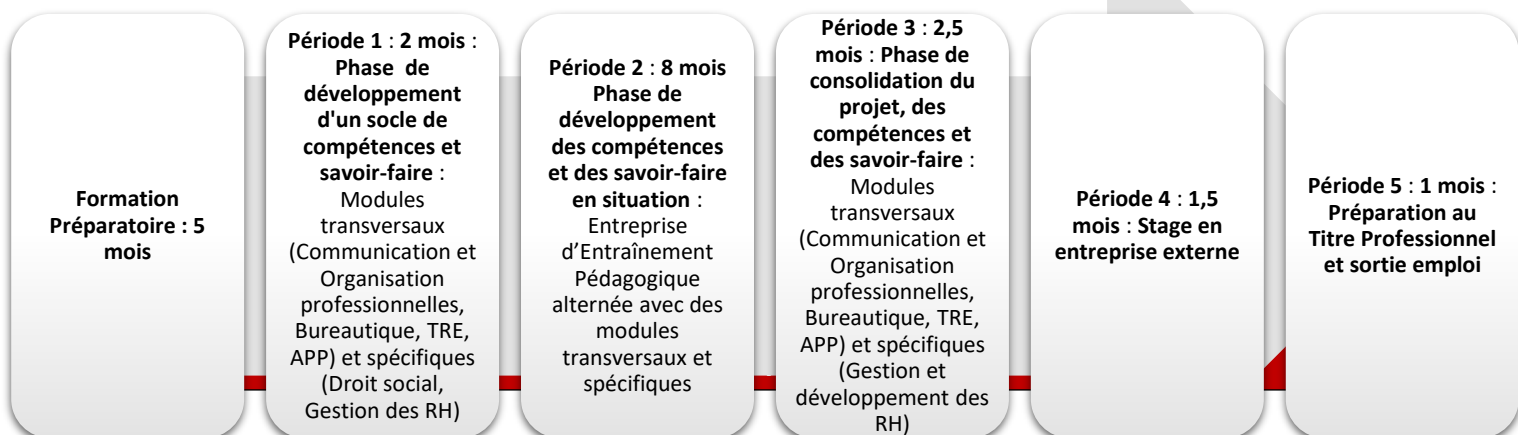 Formation
Préparatoire : 5
mois
Période 1 : 2 mois :
Phase de
développement
d'un socle de
compétences et
savoir-faire :
Modules
transversaux
(Communication et
Organisation
professionnelles,
Bureautique, TRE,
APP) et spécifiques
(Droit social,
Gestion des RH)
Période 2 : 8 mois
Phase de
développement
des compétences
et des savoir-faire
en situation :
Entreprise
d’Entraînement
Pédagogique
alternée avec des
modules
transversaux et
spécifiques
Période 3 : 2,5
mois : Phase de
consolidation du
projet, des
compétences et
des savoir-faire :
Modules
transversaux
(Communication et
Organisation
professionnelles,
Bureautique, TRE,
APP) et spécifiques
(Gestion et
développement des
RH)
Période 4 : 1,5
mois : Stage en
entreprise externe
Période 5 : 1 mois :
Préparation au
Titre Professionnel
et sortie emploi